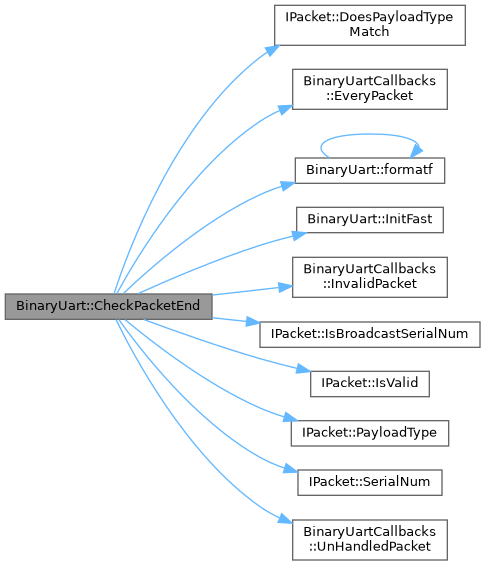 IPacket::DoesPayloadType
Match
BinaryUartCallbacks
::EveryPacket
BinaryUart::formatf
BinaryUart::InitFast
BinaryUartCallbacks
::InvalidPacket
BinaryUart::CheckPacketEnd
IPacket::IsBroadcastSerialNum
IPacket::IsValid
IPacket::PayloadType
IPacket::SerialNum
BinaryUartCallbacks
::UnHandledPacket